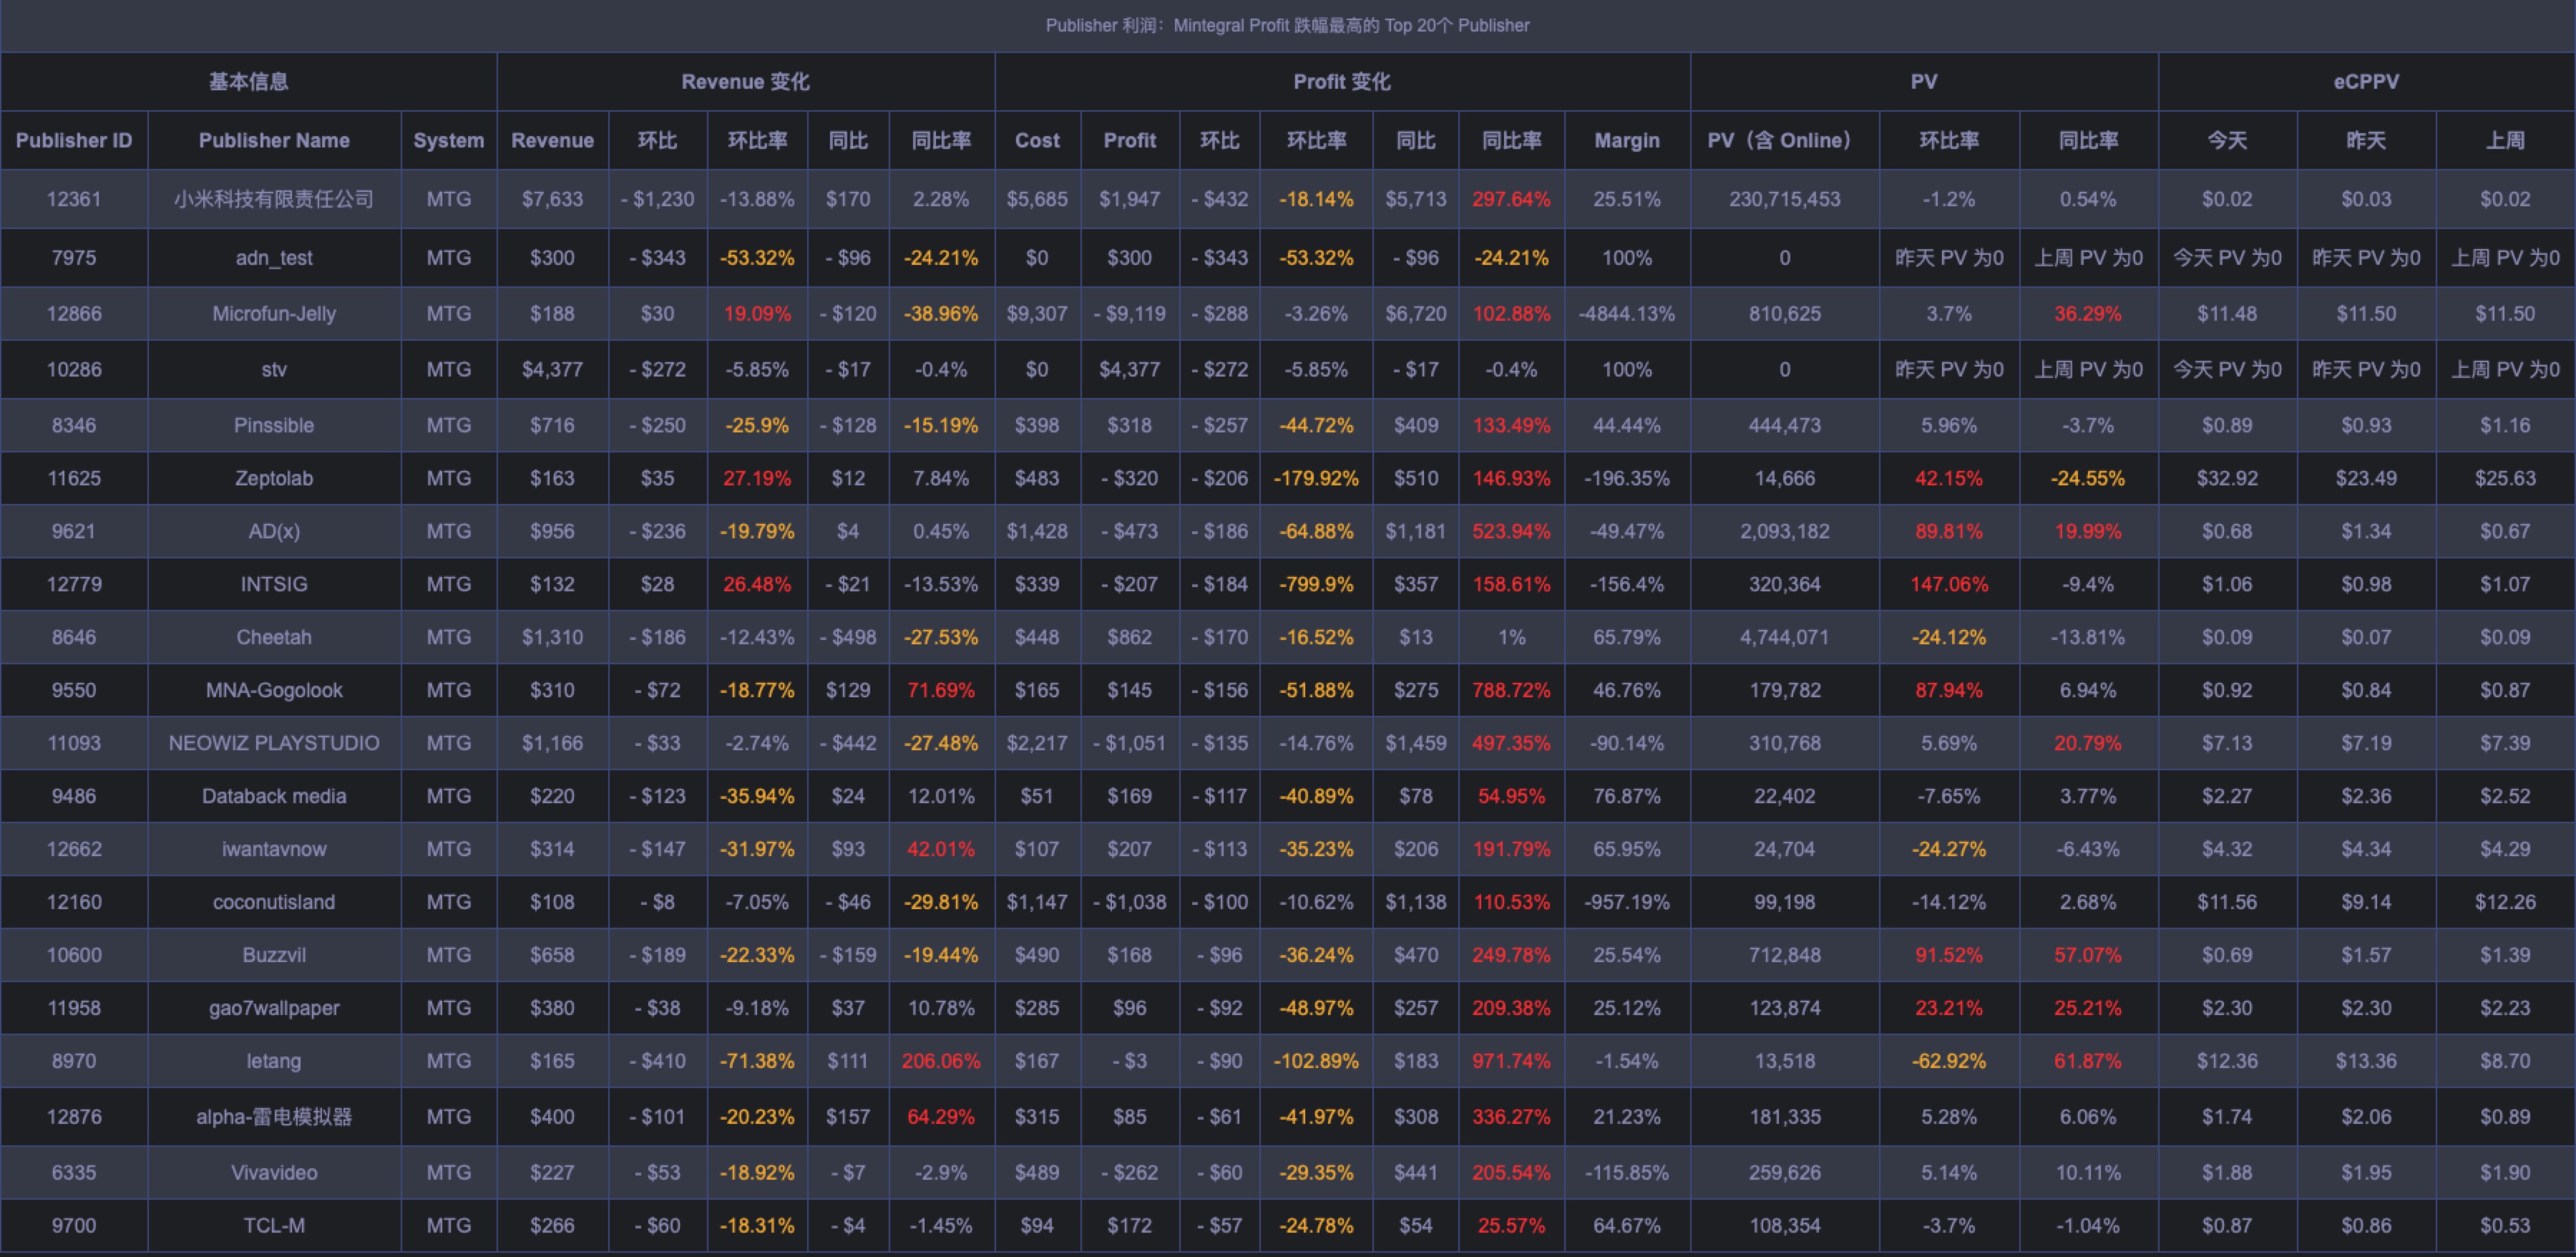 Publisher 利润：Mintegral Profit 跌幅最高的 Top 20个 Publisher
基本信息 Revenue 变化 Profit 变化 PV eCPPV
Publisher ID Publisher Name System Revenue 环比 环比率 同比 同比率 Cost Profit 环比 环比率 同比 同比率 Margin PV（含 Online） 环比率 同比率 今天 昨天 上周
12361 小米科技有限责任公司 MTG $7,633 - $1,230 -13.88% $170 2.28% $5,685 $1,947 - $432 -18.14% $5,713 297.64% 25.51% 230,715,453 -1.2% 0.54% $0.02 $0.03 $0.02
7975 adn_test MTG $300 - $343 -53.32% - $96 -24.21% $0 $300 - $343 -53.32% - $96 -24.21% 100% 0 昨天 PV 为0 上周 PV 为0 今天 PV 为0 昨天 PV 为0 上周 PV 为0
12866 Microfun-Jelly MTG $188 $30 19.09% - $120 -38.96% $9,307 - $9,119 - $288 -3.26% $6,720 102.88% -4844.13% 810,625 3.7% 36.29% $11.48 $11.50 $11.50
10286 stv MTG $4,377 - $272 -5.85% - $17 -0.4% $0 $4,377 - $272 -5.85% - $17 -0.4% 100% 0 昨天 PV 为0 上周 PV 为0 今天 PV 为0 昨天 PV 为0 上周 PV 为0
8346 Pinssible MTG $716 - $250 -25.9% - $128 -15.19% $398 $318 - $257 -44.72% $409 133.49% 44.44% 444,473 5.96% -3.7% $0.89 $0.93 $1.16
11625 Zeptolab MTG $163 $35 27.19% $12 7.84% $483 - $320 - $206 -179.92% $510 146.93% -196.35% 14,666 42.15% -24.55% $32.92 $23.49 $25.63
9621 AD(x) MTG $956 - $236 -19.79% $4 0.45% $1,428 - $473 - $186 -64.88% $1,181 523.94% -49.47% 2,093,182 89.81% 19.99% $0.68 $1.34 $0.67
12779 INTSIG MTG $132 $28 26.48% - $21 -13.53% $339 - $207 - $184 -799.9% $357 158.61% -156.4% 320,364 147.06% -9.4% $1.06 $0.98 $1.07
8646 Cheetah MTG $1,310 - $186 -12.43% - $498 -27.53% $448 $862 - $170 -16.52% $13 1% 65.79% 4,744,071 -24.12% -13.81% $0.09 $0.07 $0.09
9550 MNA-Gogolook MTG $310 - $72 -18.77% $129 71.69% $165 $145 - $156 -51.88% $275 788.72% 46.76% 179,782 87.94% 6.94% $0.92 $0.84 $0.87
11093 NEOWIZ PLAYSTUDIO MTG $1,166 - $33 -2.74% - $442 -27.48% $2,217 - $1,051 - $135 -14.76% $1,459 497.35% -90.14% 310,768 5.69% 20.79% $7.13 $7.19 $7.39
9486 Databack media MTG $220 - $123 -35.94% $24 12.01% $51 $169 - $117 -40.89% $78 54.95% 76.87% 22,402 -7.65% 3.77% $2.27 $2.36 $2.52
12662 iwantavnow MTG $314 - $147 -31.97% $93 42.01% $107 $207 - $113 -35.23% $206 191.79% 65.95% 24,704 -24.27% -6.43% $4.32 $4.34 $4.29
12160 coconutisland MTG $108 - $8 -7.05% - $46 -29.81% $1,147 - $1,038 - $100 -10.62% $1,138 110.53% -957.19% 99,198 -14.12% 2.68% $11.56 $9.14 $12.26
10600 Buzzvil MTG $658 - $189 -22.33% - $159 -19.44% $490 $168 - $96 -36.24% $470 249.78% 25.54% 712,848 91.52% 57.07% $0.69 $1.57 $1.39
11958 gao7wallpaper MTG $380 - $38 -9.18% $37 10.78% $285 $96 - $92 -48.97% $257 209.38% 25.12% 123,874 23.21% 25.21% $2.30 $2.30 $2.23
8970 letang MTG $165 - $410 -71.38% $111 206.06% $167 - $3 - $90 -102.89% $183 971.74% -1.54% 13,518 -62.92% 61.87% $12.36 $13.36 $8.70
12876 alpha-雷电模拟器 MTG $400 - $101 -20.23% $157 64.29% $315 $85 - $61 -41.97% $308 336.27% 21.23% 181,335 5.28% 6.06% $1.74 $2.06 $0.89
6335 Vivavideo MTG $227 - $53 -18.92% - $7 -2.9% $489 - $262 - $60 -29.35% $441 205.54% -115.85% 259,626 5.14% 10.11% $1.88 $1.95 $1.90
9700 TCL-M MTG $266 - $60 -18.31% - $4 -1.45% $94 $172 - $57 -24.78% $54 25.57% 64.67% 108,354 -3.7% -1.04% $0.87 $0.86 $0.53